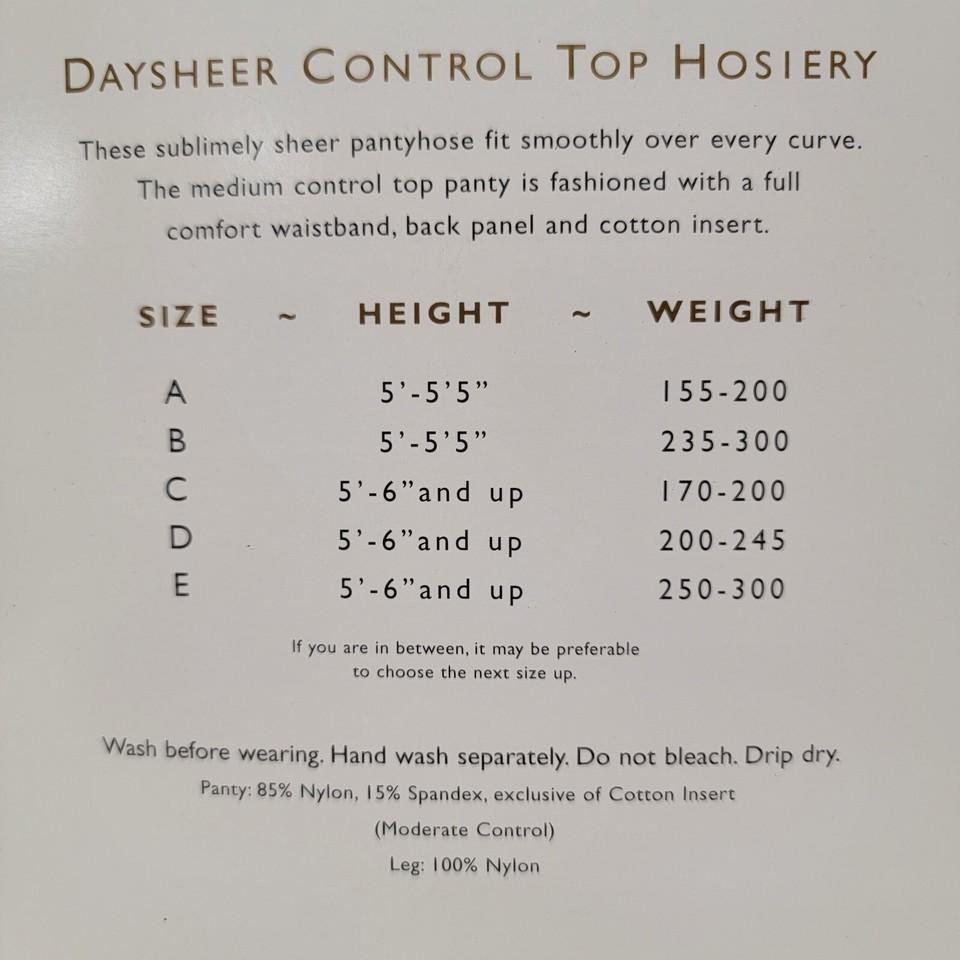 DAYSHEER CONTROL TOP HOSIERY
These sublimely sheer pantyhose fit smoothly over every curve.
The medium control top panty is fashioned with a full
comfort waistband, back panel and cotton insert.
SIZE ~ HEIGHT ~ WEIGHT
A 5’-5’5” 155-200
B 5’-5’5” 235-300
C 5’-6”and up 170-200
D 5’-6”and up 200-245
E 5’-6”and up 250-300
If you are in between, it may be preferable
to choose the next size up.
Wash before wearing. Hand wash separately. Do not bleach. Drip dry.
Panty: 85% Nylon, 15% Spandex, exclusive of Cotton Insert
(Moderate Control)
Leg: 100% Nylon